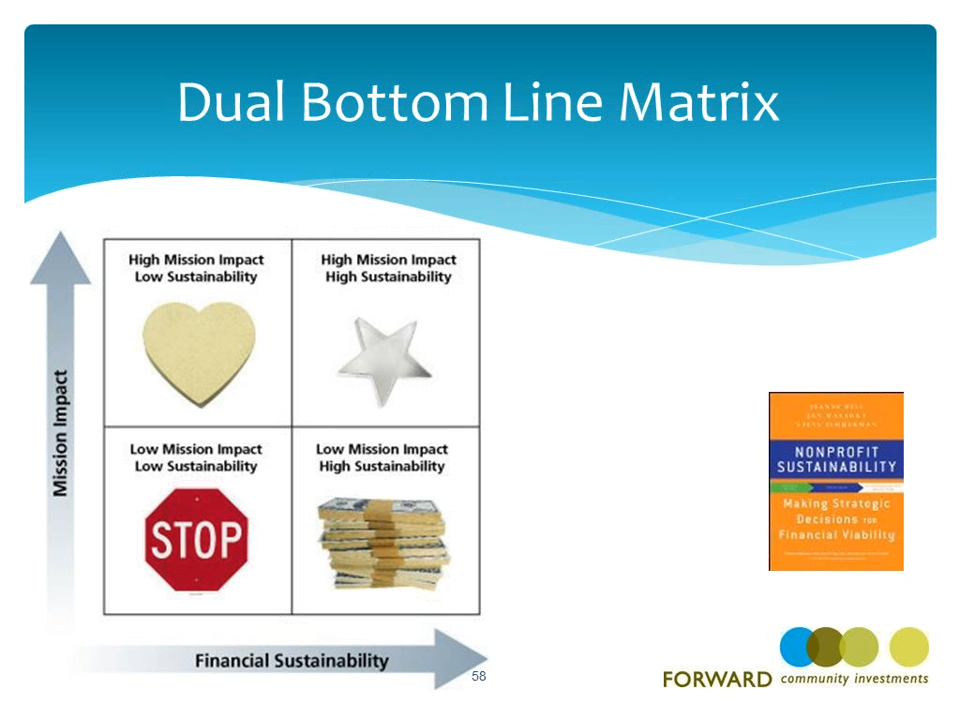 Dual Bottom Line Matrix
High Mission Impact
Low Sustainability
High Mission Impact
High Sustainability
Mission Impact
Low Mission Impact
Low Sustainability
STOP
Low Mission Impact
High Sustainability
Financial Sustainability
58
NONPROFIT
SUSTAINABILITY
Making Strategic
Decisions FOR
Financial Viability
FORWARD community investments